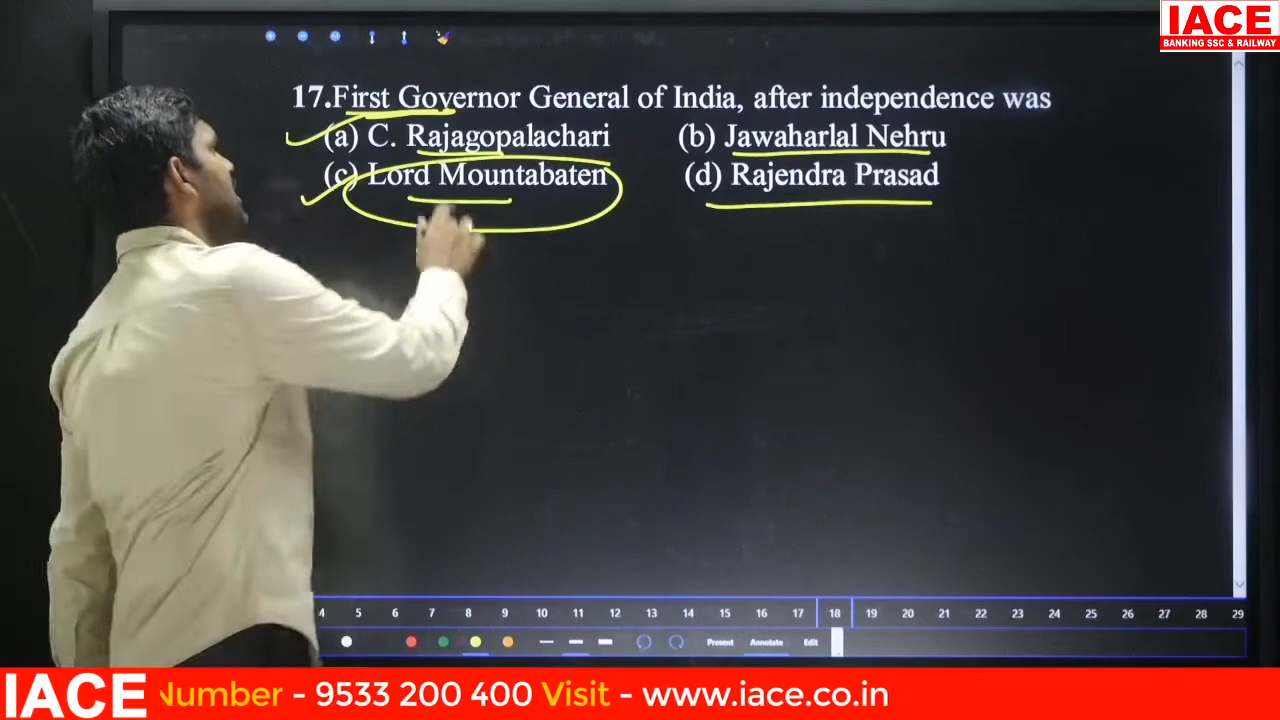 IACE
BANKING SSC & RAILWAY
17.First Governor General of India, after independence was
(a) C. Rajagopalachari (b) Jawaharlal Nehru
(c) Lord Mountabaten (d) Rajendra Prasad
4 5 6 7 8 9 10 11 12 13 14 15 16 17 18 19 20 21 22 23 24 25 26 27 28 29
Present Annotate Edit
IACE Number - 9533 200 400 Visit - www.iace.co.in